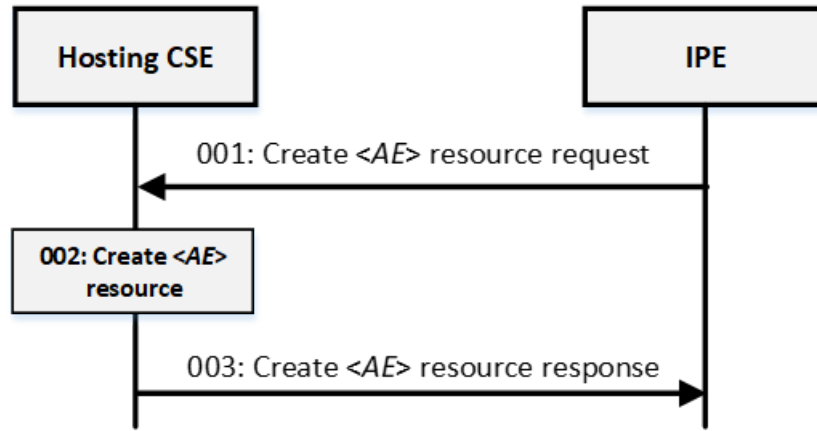 Hosting CSE
IPE
001: Create <AE> resource request
002: Create <AE>
resource
003: Create <AE> resource response